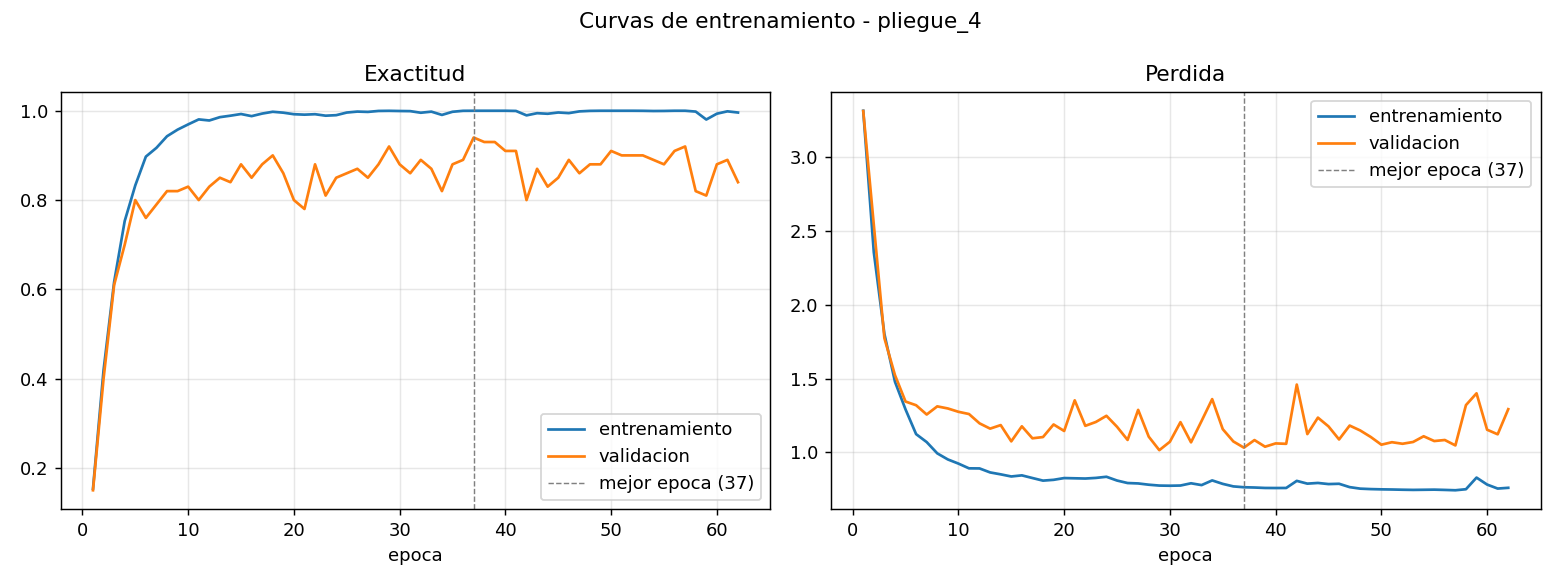 Curvas de entrenamiento - pliegue_4
Exactitud
1.0
0.8
0.6
0.4
0.2
0 10 20 30 40 50 60
epoca
entrenamiento
validacion
mejor epoca (37)
Perdida
3.0
2.5
2.0
1.5
1.0
0 10 20 30 40 50 60
epoca
entrenamiento
validacion
mejor epoca (37)